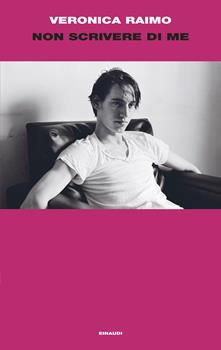 VERONICA RAIMO
NON SCRIVERE DI ME
EINAUDI